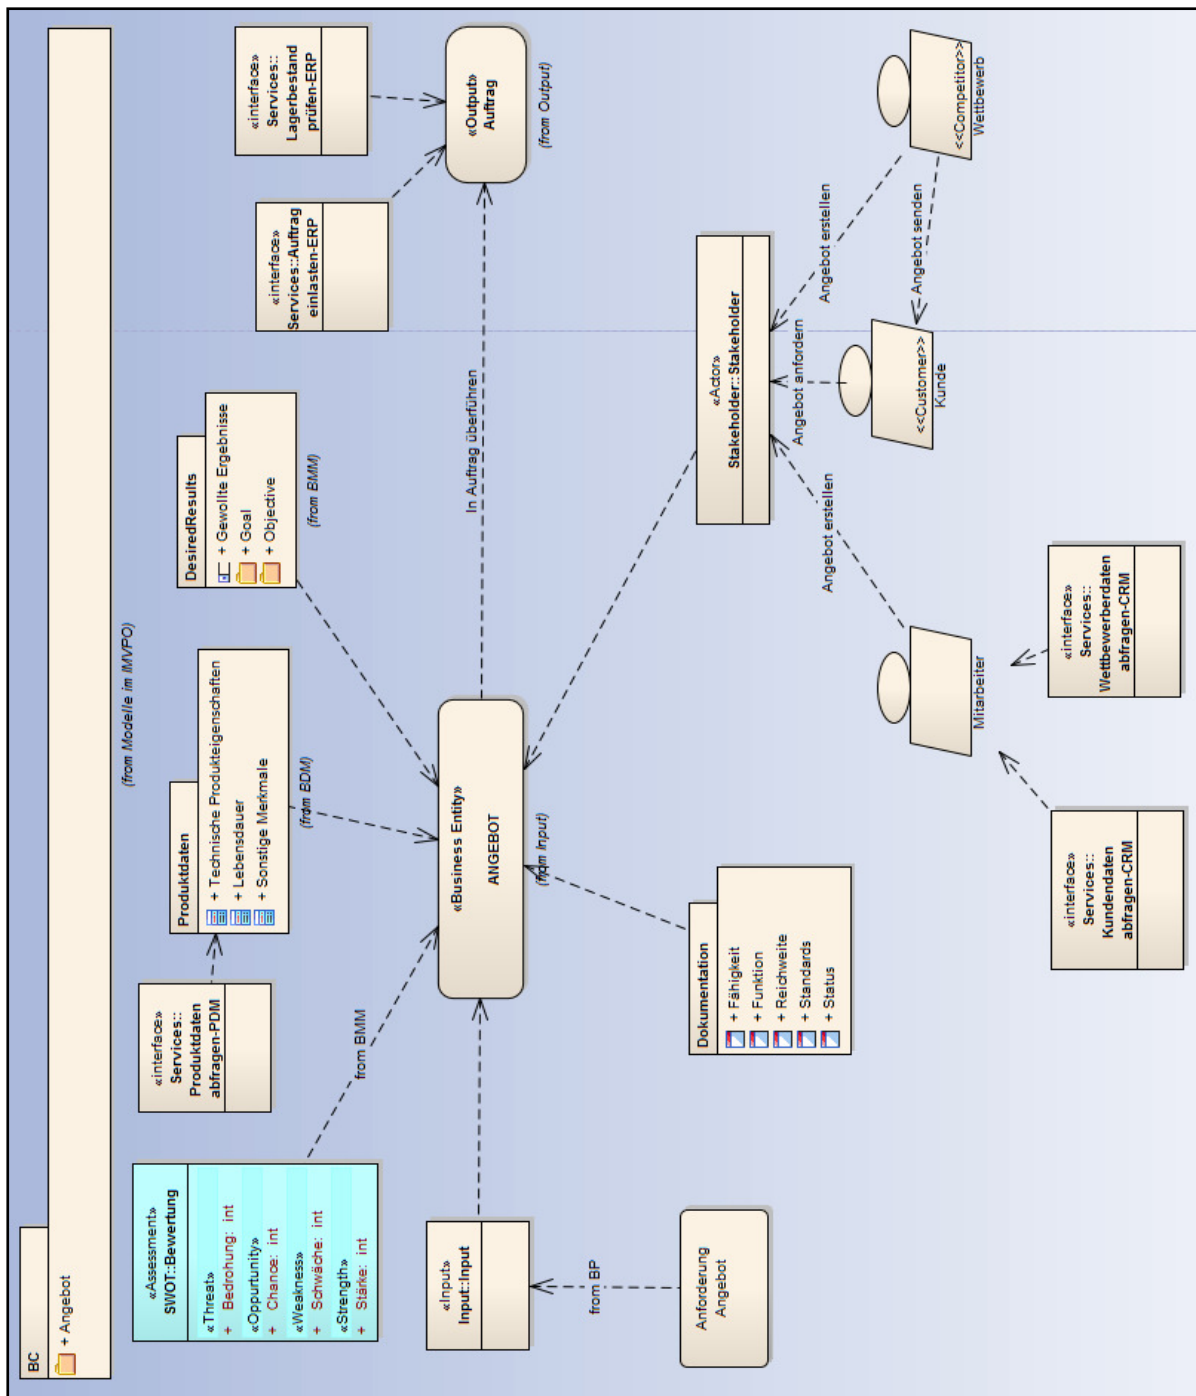 BC
+ Angebot
(from Modelle im IMVPO)
«Assessment»
SWOT::Bewertung
«Threat»
+ Bedrohung: int
«Oppurtunity»
+ Chance: int
«Weakness»
+ Schwäche: int
«Strength»
+ Stärke: int
«interface»
Services::
Produktdaten
abfragen-PDM
Produktdaten
+ Technische Produkteigenschaften
+ Lebensdauer
+ Sonstige Merkmale
(from BDM)
DesiredResults
+ Gewollte Ergebnisse
+ Goal
+ Objective
(from BMM)
«interface»
Services::Auftrag
einlasten-ERP
«interface»
Services::
Lagerbestand
prüfen-ERP
from BMM
«Input»
Input::Input
«Business Entity»
ANGEBOT
(from Input)
In Auftrag überführen
«Output»
Auftrag
(from Output)
from BP
Anforderung
Angebot
Dokumentation
+ Fähigkeit
+ Funktion
+ Reichweite
+ Standards
+ Status
«Actor»
Stakeholder::Stakeholder
Angebot erstellen
Angebot anfordern
Angebot erstellen
Angebot senden
<<Customer>>
Kunde
<<Competitor>>
Wettbewerb
Mitarbeiter
«interface»
Services::
Kundendaten
abfragen-CRM
«interface»
Services::
Wettbewerberdaten
abfragen-CRM